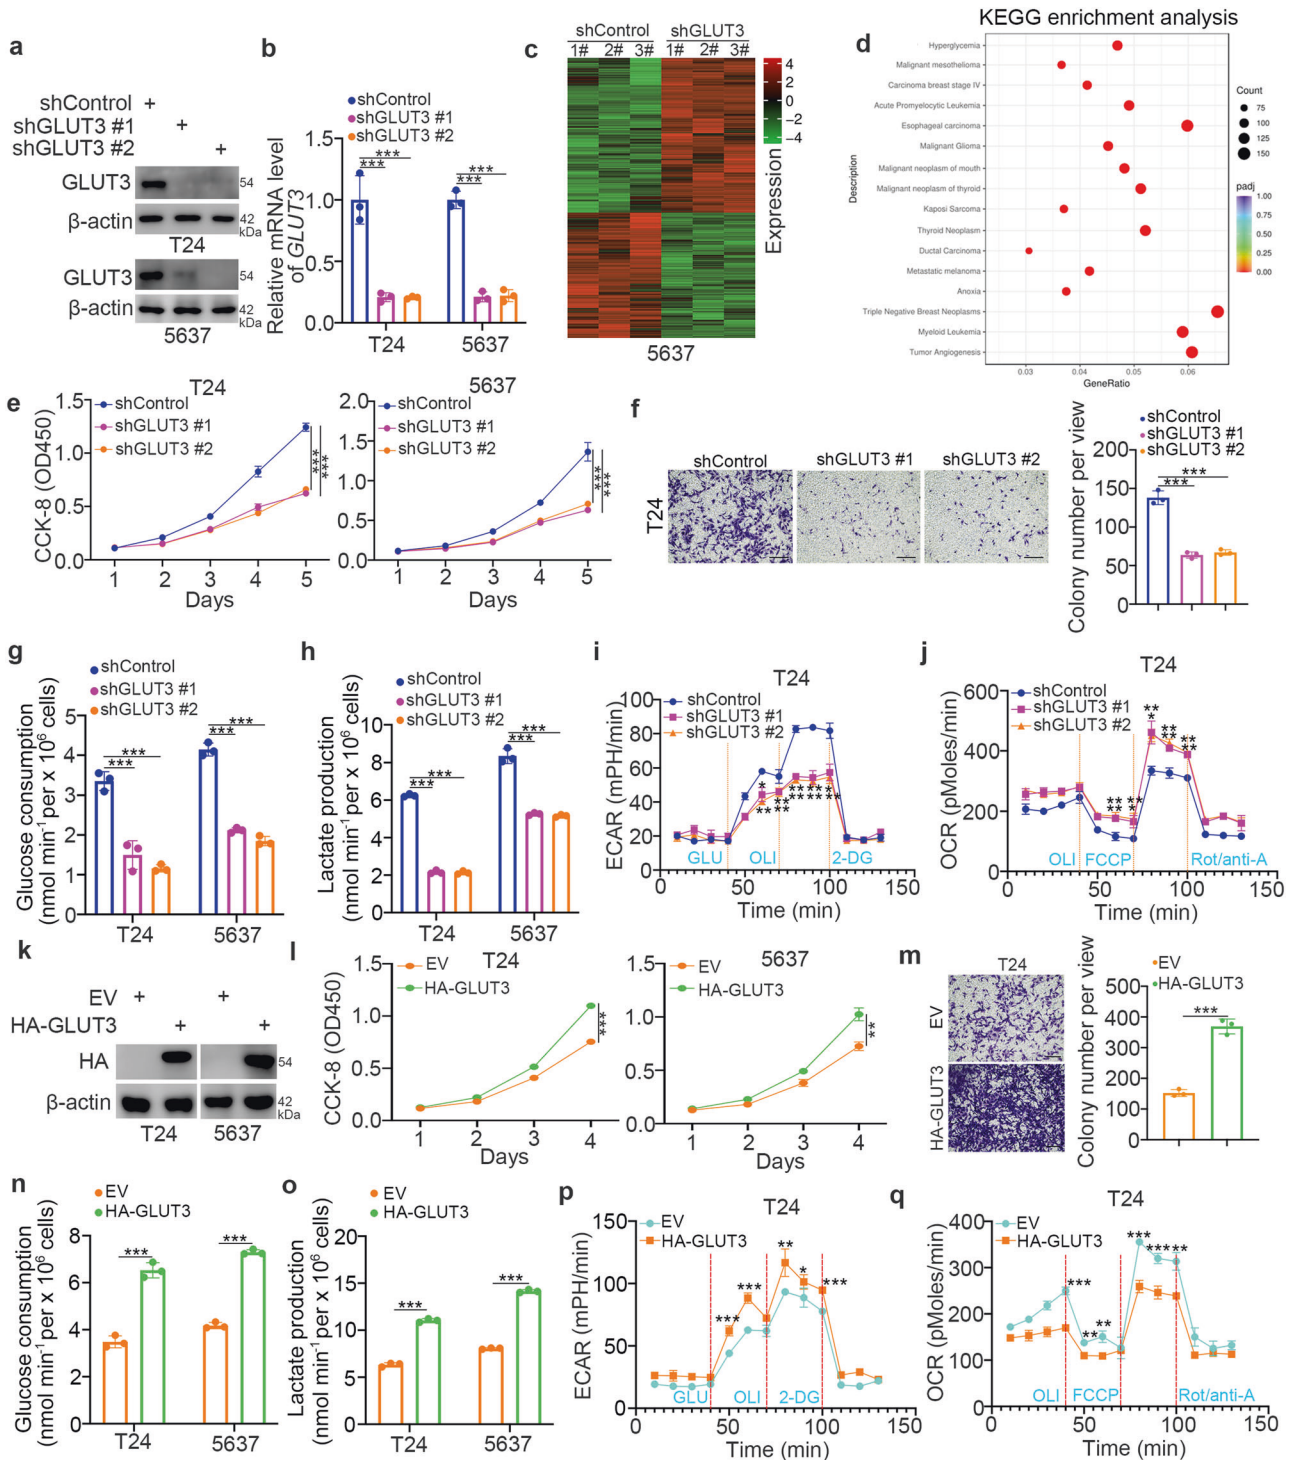 a
shControl +
shGLUT3 #1 +
shGLUT3 #2 +
GLUT3 54
β-actin 42
kDa
T24
GLUT3 54
β-actin 42
kDa
5637
b
shControl
shGLUT3 #1
shGLUT3 #2
Relative mRNA level
of GLUT3
1.5
1.0
0.5
0.0
***
***
***
***
T24 5637
c
shControl shGLUT3
1# 2# 3# 1# 2# 3#
4
2
0
−2
−4
Expression
5637
KEGG enrichment analysis
d
Description
Hyperglycemia
Malignant mesothelioma
Carcinoma breast stage IV
Acute Promyelocytic Leukemia
Esophageal carcinoma
Malignant Glioma
Malignant neoplasm of mouth
Malignant neoplasm of thyroid
Kaposi Sarcoma
Thyroid Neoplasm
Ductal Carcinoma
Metastatic melanoma
Anoxia
Triple Negative Breast Neoplasms
Myeloid Leukemia
Tumor Angiogenesis
0.03 0.04 0.05 0.06
GeneRatio
Count
75
100
125
150
padj
1.00
0.75
0.50
0.25
0.00
e
T24
shControl
shGLUT3 #1
shGLUT3 #2
CCK-8 (OD450)
1.5
1.0
0.5
0.0
***
***
1 2 3 4 5
Days
5637
shControl
shGLUT3 #1
shGLUT3 #2
2.0
1.5
1.0
0.5
0.0
***
***
1 2 3 4 5
Days
f
shControl shGLUT3 #1 shGLUT3 #2
T24
shControl
shGLUT3 #1
shGLUT3 #2
Colony number per view
200
150
100
50
0
***
***
g
shControl
shGLUT3 #1
shGLUT3 #2
Glucose consumption
(nmol min⁻¹ per x 10⁶ cells)
5
4
3
2
1
0
***
***
***
***
T24 5637
h
shControl
shGLUT3 #1
shGLUT3 #2
Lactate production
(nmol min⁻¹ per x 10⁶ cells)
10
8
6
4
2
0
***
***
***
***
T24 5637
i
T24
shControl
shGLUT3 #1
shGLUT3 #2
ECAR (mPH/min)
100
80
60
40
20
0
* ** ** ** ** **
** ** ** ** **
GLU OLI 2-DG
0 50 100 150
Time (min)
j
T24
shControl
shGLUT3 #1
shGLUT3 #2
OCR (pMoles/min)
600
400
200
0
** ** **
* ** **
** **
** *
OLI FCCP Rot/anti-A
0 50 100 150
Time (min)
k
EV + +
HA-GLUT3 + +
HA 54
β-actin 42
kDa
T24 5637
l
T24
EV
HA-GLUT3
CCK-8 (OD450)
1.5
1.0
0.5
0.0
***
1 2 3 4
Days
5637
EV
HA-GLUT3
1.5
1.0
0.5
0.0
**
1 2 3 4
Days
m
T24
EV
HA-GLUT3
EV
HA-GLUT3
Colony number per view
500
400
300
200
100
0
***
n
EV
HA-GLUT3
Glucose consumption
(nmol min⁻¹ per x 10⁶ cells)
8
6
4
2
0
***
***
T24 5637
o
EV
HA-GLUT3
Lactate production
(nmol min⁻¹ per x 10⁶ cells)
20
15
10
5
0
***
***
T24 5637
p
T24
EV
HA-GLUT3
ECAR (mPH/min)
150
100
50
0
*** *** ** * ***
GLU OLI 2-DG
0 50 100 150
Time (min)
q
T24
EV
HA-GLUT3
OCR (pMoles/min)
400
300
200
100
0
*** ** ** *** *** **
OLI FCCP Rot/anti-A
0 50 100 150
Time (min)